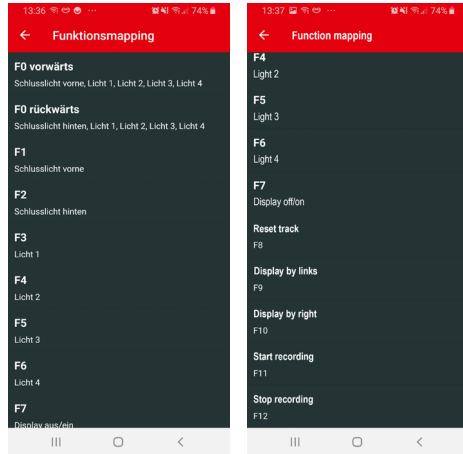 13:36 ... 74%
Funktionsmapping
F0 vorwärts
Schlusslicht vorne, Licht 1, Licht 2, Licht 3, Licht 4
F0 rückwärts
Schlusslicht hinten, Licht 1, Licht 2, Licht 3, Licht 4
F1
Schlusslicht vorne
F2
Schlusslicht hinten
F3
Licht 1
F4
Licht 2
F5
Licht 3
F6
Licht 4
F7
Display aus/ein
13:37 ... 74%
Function mapping
F4
Light 2
F5
Light 3
F6
Light 4
F7
Display off/on
Reset track
F8
Display by links
F9
Display by right
F10
Start recording
F11
Stop recording
F12